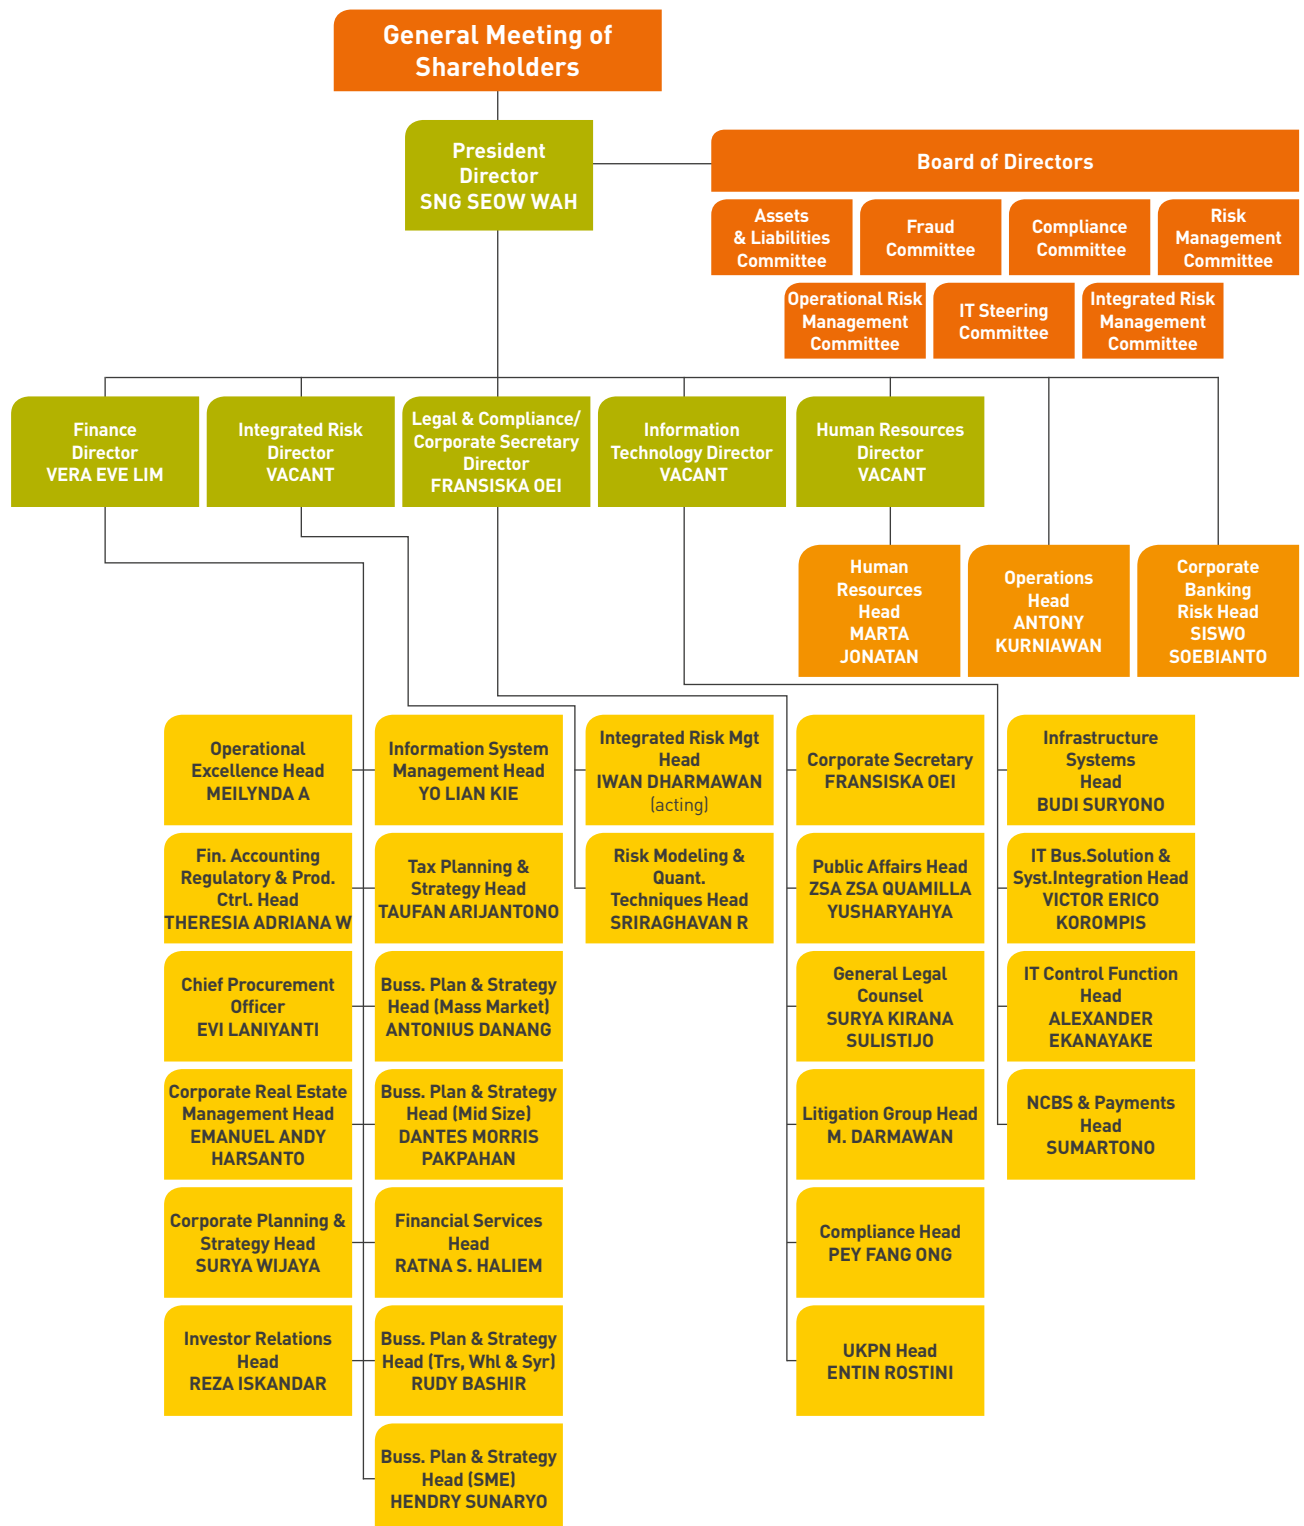 General Meeting of
Shareholders
President
Director
SNG SEOW WAH
Board of Directors
Assets
& Liabilities
Committee
Fraud
Committee
Compliance
Committee
Risk
Management
Committee
Operational Risk
Management
Committee
IT Steering
Committee
Integrated Risk
Management
Committee
Finance
Director
VERA EVE LIM
Integrated Risk
Director
VACANT
Legal & Compliance/
Corporate Secretary
Director
FRANSISKA OEI
Information
Technology Director
VACANT
Human Resources
Director
VACANT
Human
Resources
Head
MARTA
JONATAN
Operations
Head
ANTONY
KURNIAWAN
Corporate
Banking
Risk Head
SISWO
SOEBIANTO
Operational
Excellence Head
MEILYNDA A
Information System
Management Head
YO LIAN KIE
Integrated Risk Mgt
Head
IWAN DHARMAWAN
(acting)
Corporate Secretary
FRANSISKA OEI
Infrastructure
Systems
Head
BUDI SURYONO
Fin. Accounting
Regulatory & Prod.
Ctrl. Head
THERESIA ADRIANA W
Tax Planning &
Strategy Head
TAUFAN ARIJANTONO
Risk Modeling &
Quant.
Techniques Head
SRIRAGHAVAN R
Public Affairs Head
ZSA ZSA QUAMILLA
YUSHARYAHYA
IT Bus.Solution &
Syst.Integration Head
VICTOR ERICO
KOROMPIS
Chief Procurement
Officer
EVI LANIYANTI
Buss. Plan & Strategy
Head (Mass Market)
ANTONIUS DANANG
General Legal
Counsel
SURYA KIRANA
SULISTIJO
IT Control Function
Head
ALEXANDER
EKANAYAKE
Corporate Real Estate
Management Head
EMANUEL ANDY
HARSANTO
Buss. Plan & Strategy
Head (Mid Size)
DANTES MORRIS
PAKPAHAN
Litigation Group Head
M. DARMAWAN
NCBS & Payments
Head
SUMARTONO
Corporate Planning &
Strategy Head
SURYA WIJAYA
Financial Services
Head
RATNA S. HALIEM
Compliance Head
PEY FANG ONG
Investor Relations
Head
REZA ISKANDAR
Buss. Plan & Strategy
Head (Trs, Whl & Syr)
RUDY BASHIR
UKPN Head
ENTIN ROSTINI
Buss. Plan & Strategy
Head (SME)
HENDRY SUNARYO